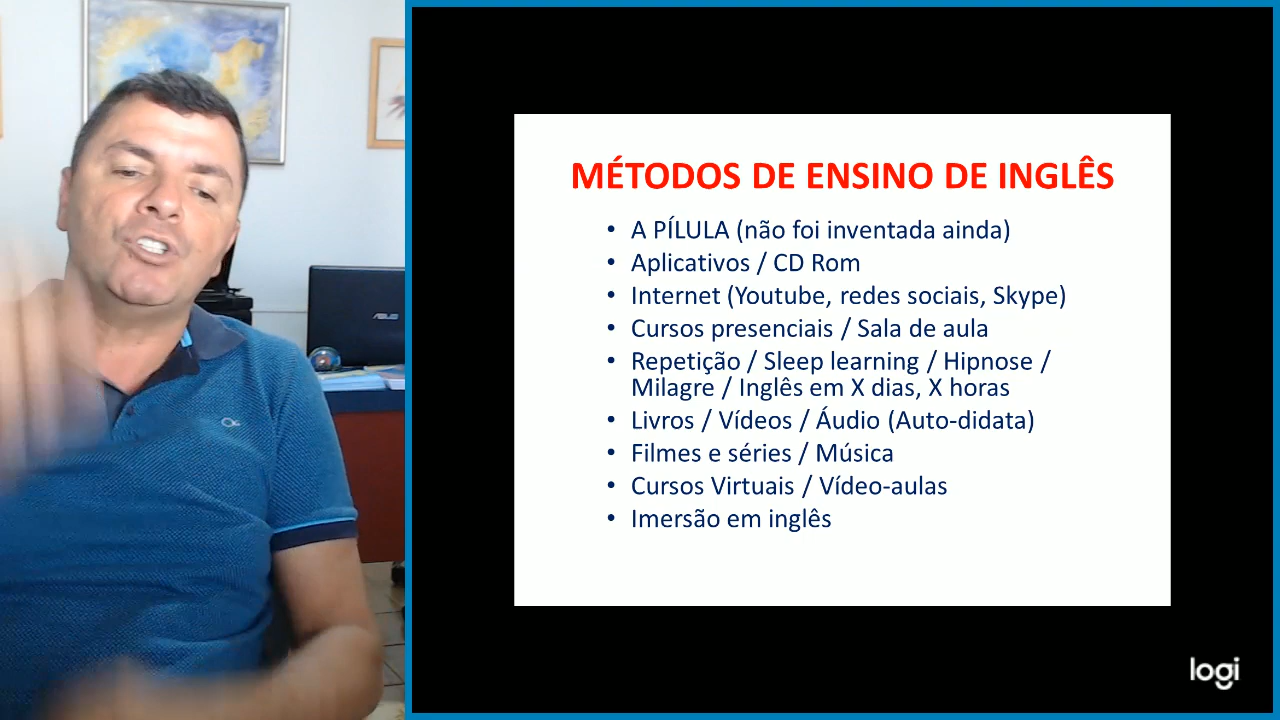 MÉTODOS DE ENSINO DE INGLÊS
• A PÍLULA (não foi inventada ainda)
• Aplicativos / CD Rom
• Internet (Youtube, redes sociais, Skype)
• Cursos presenciais / Sala de aula
• Repetição / Sleep learning / Hipnose /
Milagre / Inglês em X dias, X horas
• Livros / Vídeos / Áudio (Auto-didata)
• Filmes e séries / Música
• Cursos Virtuais / Vídeo-aulas
• Imersão em inglês
ASUS
logi